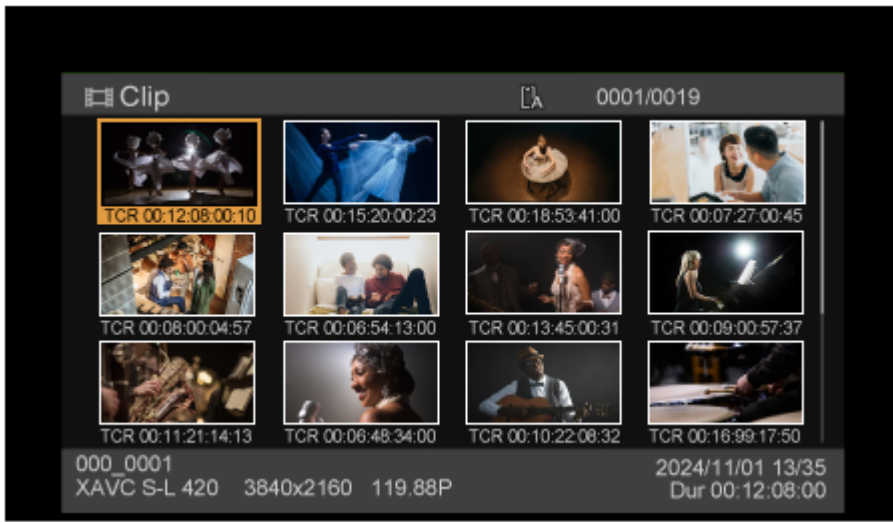 Clip A 0001/0019
TCR 00:12:08:00:10 TCR 00:15:20:00:23 TCR 00:18:53:41:00 TCR 00:07:27:00:45
TCR 00:08:00:04:57 TCR 00:06:54:13:00 TCR 00:13:45:00:31 TCR 00:09:00:57:37
TCR 00:11:21:14:13 TCR 00:06:48:34:00 TCR 00:10:22:08:32 TCR 00:16:99:17:50
000_0001 2024/11/01 13/35
XAVC S-L 420 3840x2160 119.88P Dur 00:12:08:00